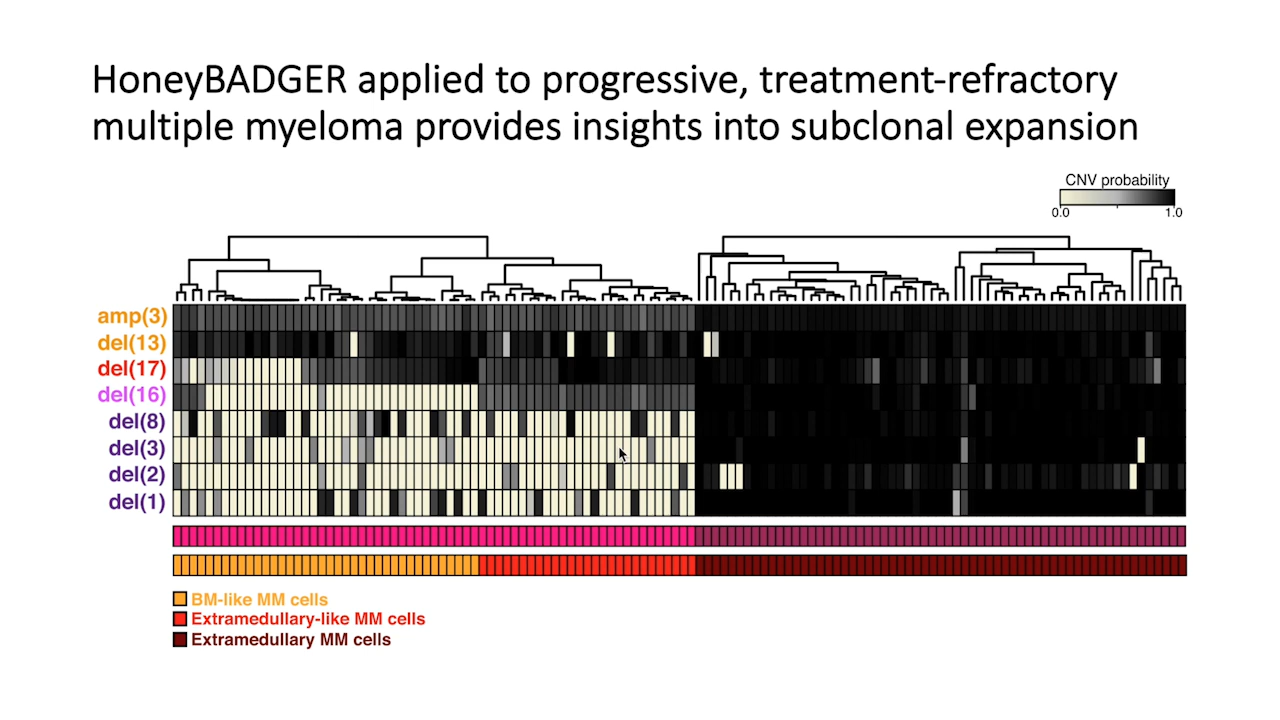 HoneyBADGER applied to progressive, treatment-refractory
multiple myeloma provides insights into subclonal expansion
CNV probability
0.0 1.0
amp(3)
del(13)
del(17)
del(16)
del(8)
del(3)
del(2)
del(1)
BM-like MM cells
Extramedullary-like MM cells
Extramedullary MM cells